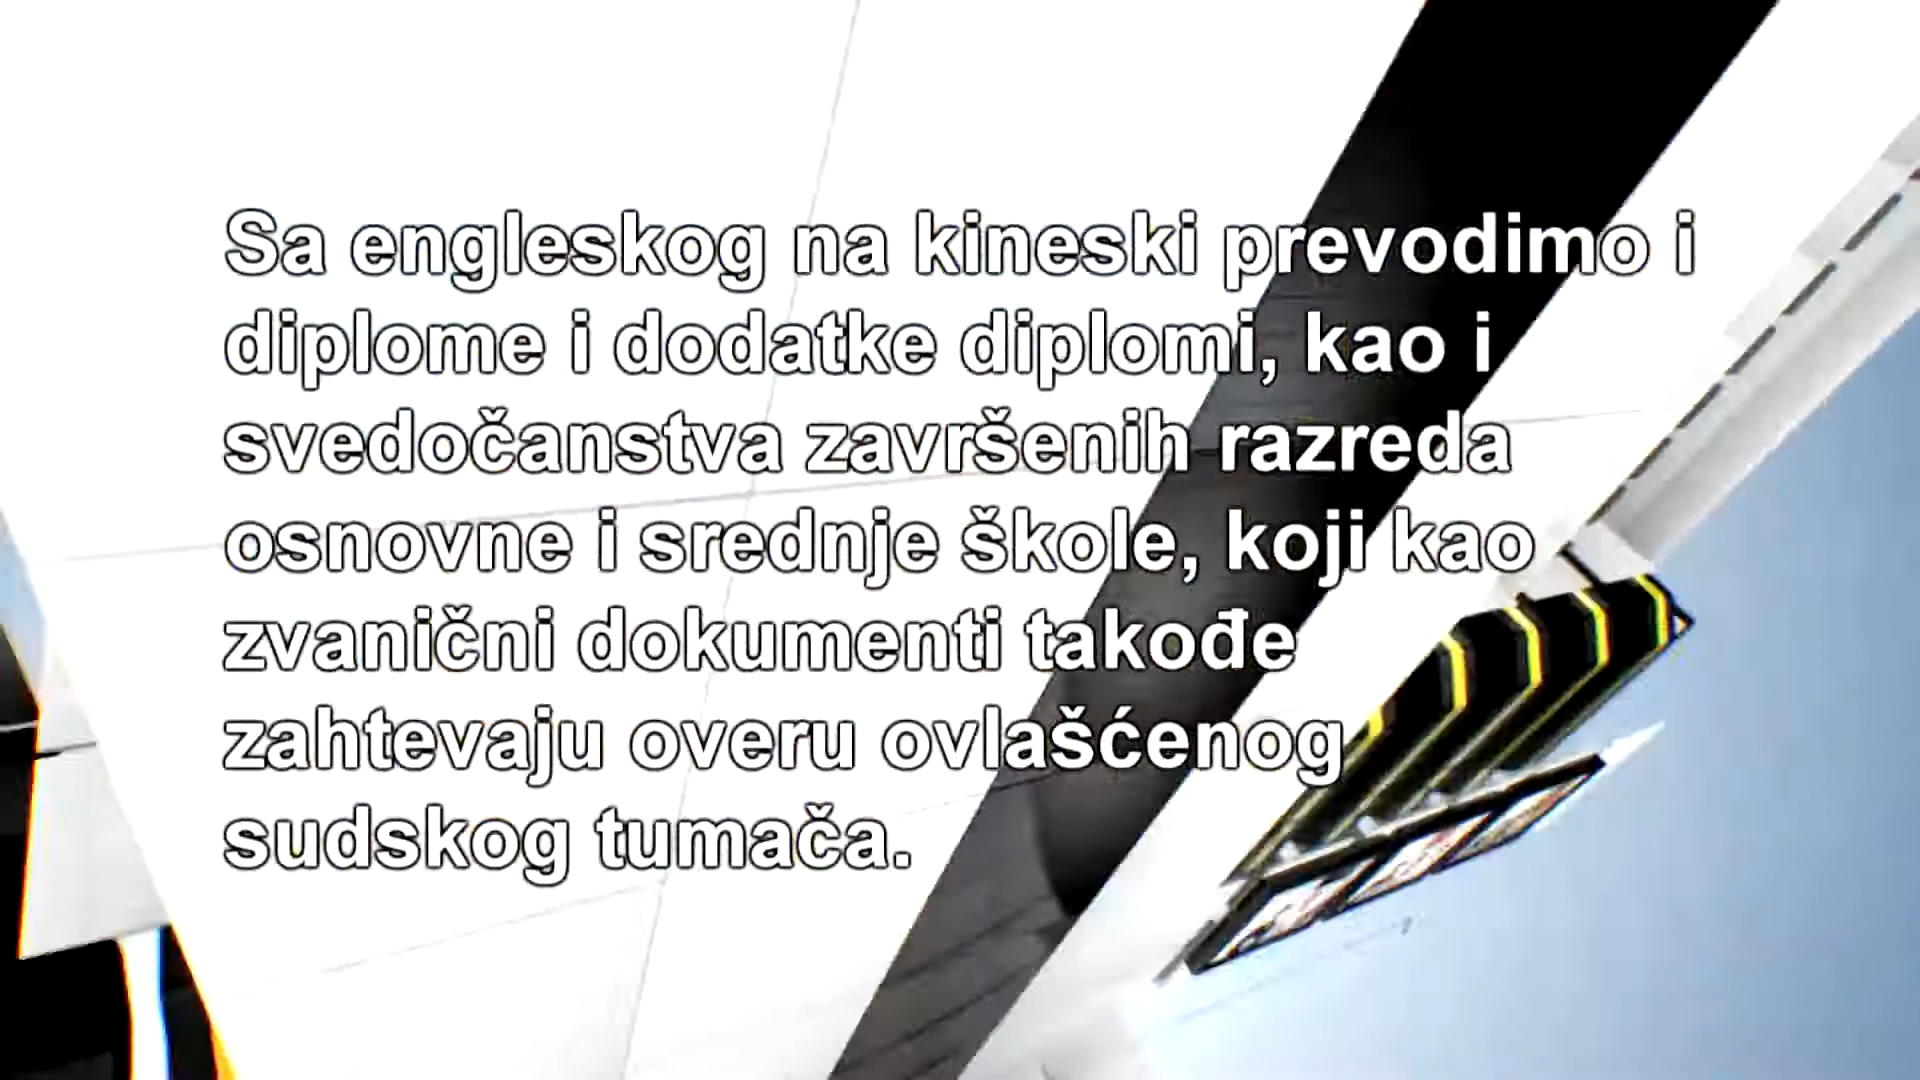 Sa engleskog na kineski prevodimo i
diplome i dodatke diplomi, kao i
svedočanstva završenih razreda
osnovne i srednje škole, koji kao
zvanični dokumenti takođe
zahtevaju overu ovlašćenog
sudskog tumača.